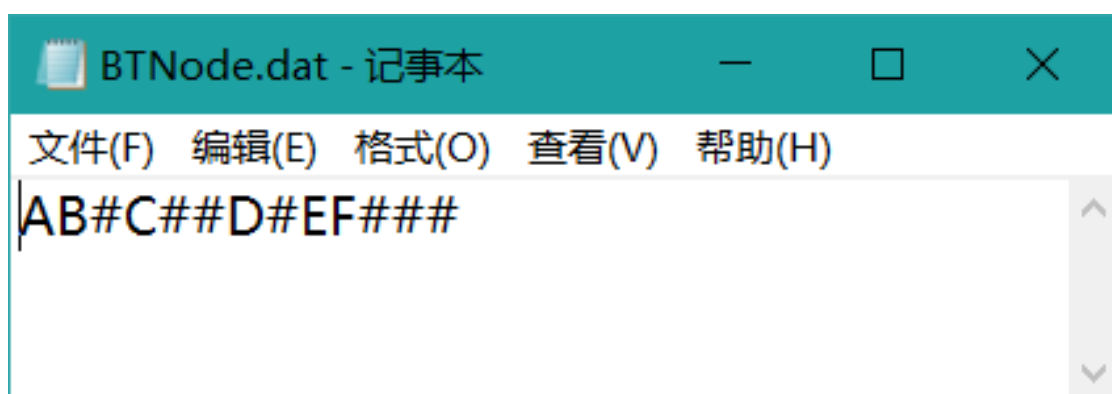 BTNode.dat - 记事本
文件(F) 编辑(E) 格式(O) 查看(V) 帮助(H)
AB#C##D#EF###